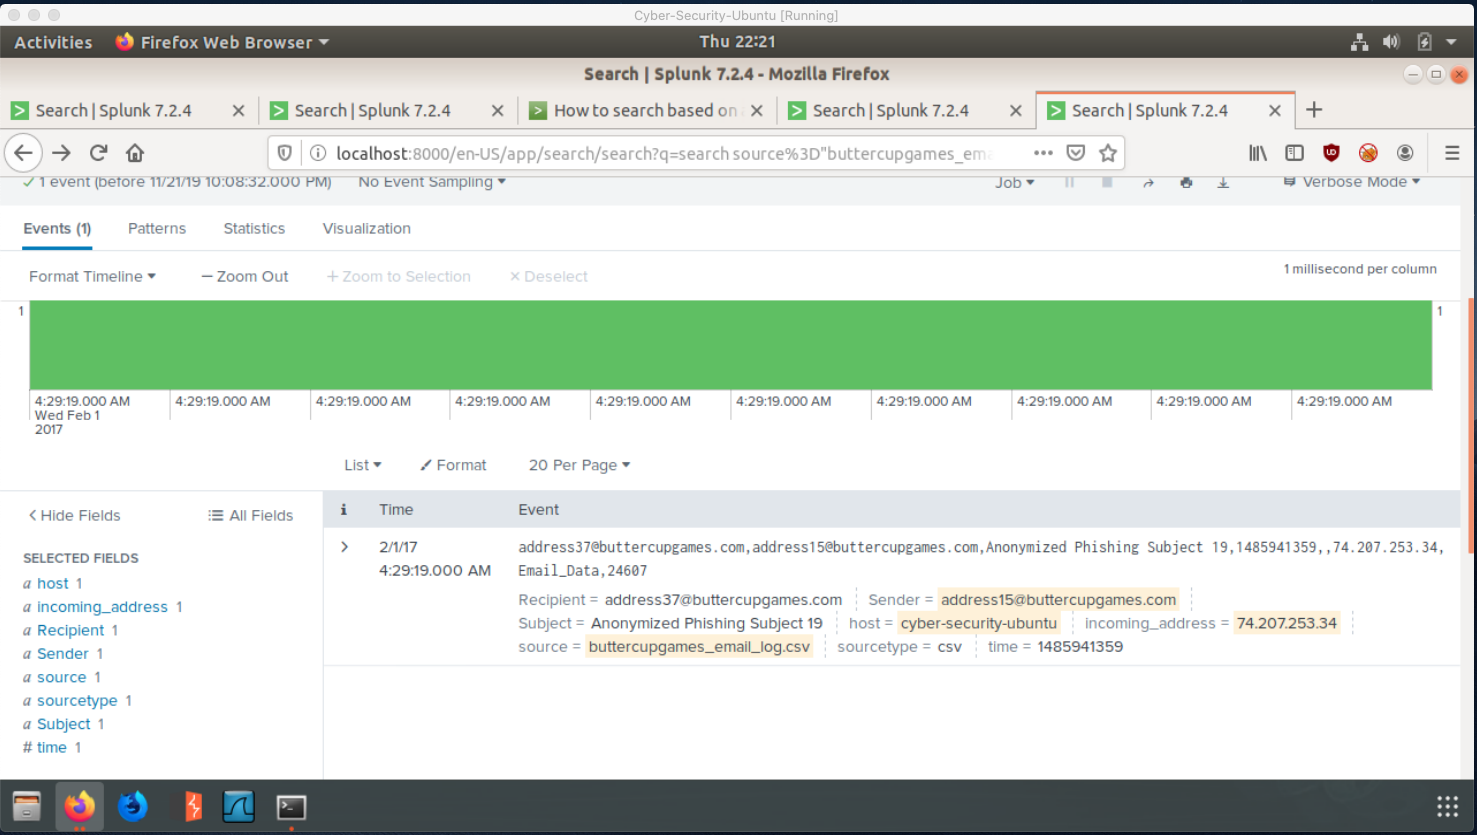 Cyber-Security-Ubuntu [Running]
Activities Firefox Web Browser Thu 22:21
Search | Splunk 7.2.4 - Mozilla Firefox
Search | Splunk 7.2.4 Search | Splunk 7.2.4 How to search based on Search | Splunk 7.2.4 Search | Splunk 7.2.4
localhost:8000/en-US/app/search/search?q=search source%3D"buttercupgames_ema
1 event (before 11/21/19 10:08:32.000 PM) No Event Sampling Job Verbose Mode
Events (1) Patterns Statistics Visualization
Format Timeline — Zoom Out + Zoom to Selection × Deselect 1 millisecond per column
1 1
4:29:19.000 AM 4:29:19.000 AM 4:29:19.000 AM 4:29:19.000 AM 4:29:19.000 AM 4:29:19.000 AM 4:29:19.000 AM 4:29:19.000 AM 4:29:19.000 AM 4:29:19.000 AM
Wed Feb 1
2017
List Format 20 Per Page
< Hide Fields All Fields
i Time Event
SELECTED FIELDS
a host 1
a incoming_address 1
a Recipient 1
a Sender 1
a source 1
a sourcetype 1
a Subject 1
# time 1
> 2/1/17
4:29:19.000 AM
address37@buttercupgames.com,address15@buttercupgames.com,Anonymized Phishing Subject 19,1485941359,,74.207.253.34,
Email_Data,24607
Recipient = address37@buttercupgames.com Sender = address15@buttercupgames.com
Subject = Anonymized Phishing Subject 19 host = cyber-security-ubuntu incoming_address = 74.207.253.34
source = buttercupgames_email_log.csv sourcetype = csv time = 1485941359